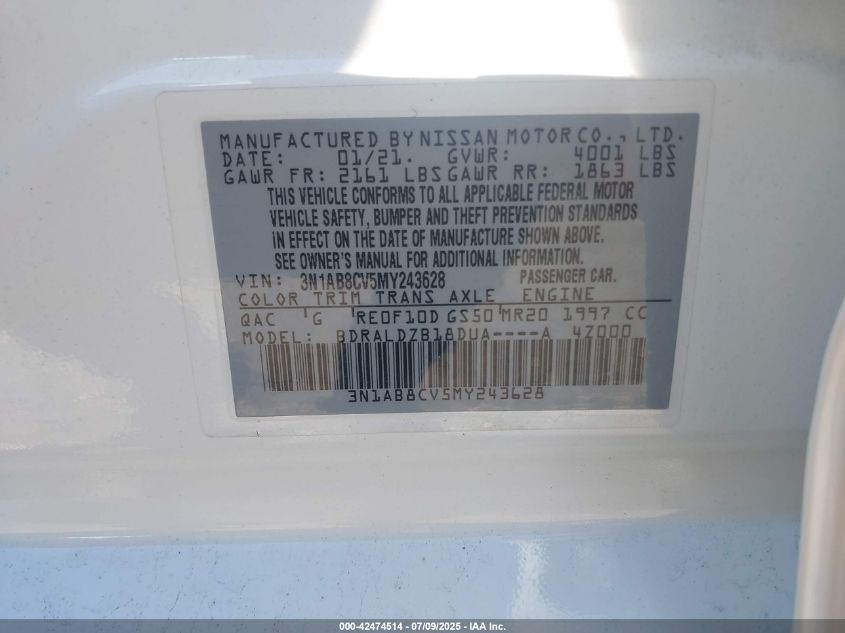 MANUFACTURED BY NISSAN MOTOR CO., LTD.
DATE: 01/21. GVWR: 4001 LBS
GAWR FR: 2161 LBS GAWR RR: 1863 LBS
THIS VEHICLE CONFORMS TO ALL APPLICABLE FEDERAL MOTOR
VEHICLE SAFETY, BUMPER AND THEFT PREVENTION STANDARDS
IN EFFECT ON THE DATE OF MANUFACTURE SHOWN ABOVE.
SEE OWNER'S MANUAL FOR ADDITIONAL INFORMATION.
VIN: 3N1AB8CV5MY243628 PASSENGER CAR.
COLOR TRIM TRANS AXLE ENGINE
QAC G RE0F10D GS50 MR20 1997 CC
MODEL: BDRALDZB18DUA----A 4Z000
3N1AB8CV5MY243628
000-42474514 - 07/09/2025 - IAA Inc.